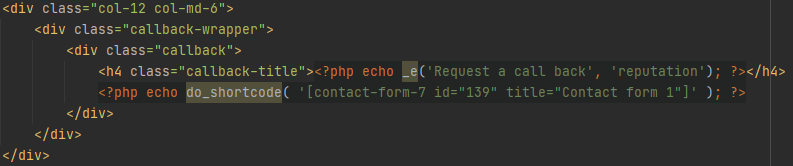 <div class="col-12 col-md-6">
    <div class="callback-wrapper">
        <div class="callback">
            <h4 class="callback-title"><?php echo _e('Request a call back', 'reputation'); ?></h4>
            <?php echo do_shortcode( '[contact-form-7 id="139" title="Contact form 1"]' ); ?>
        </div>
    </div>
</div>